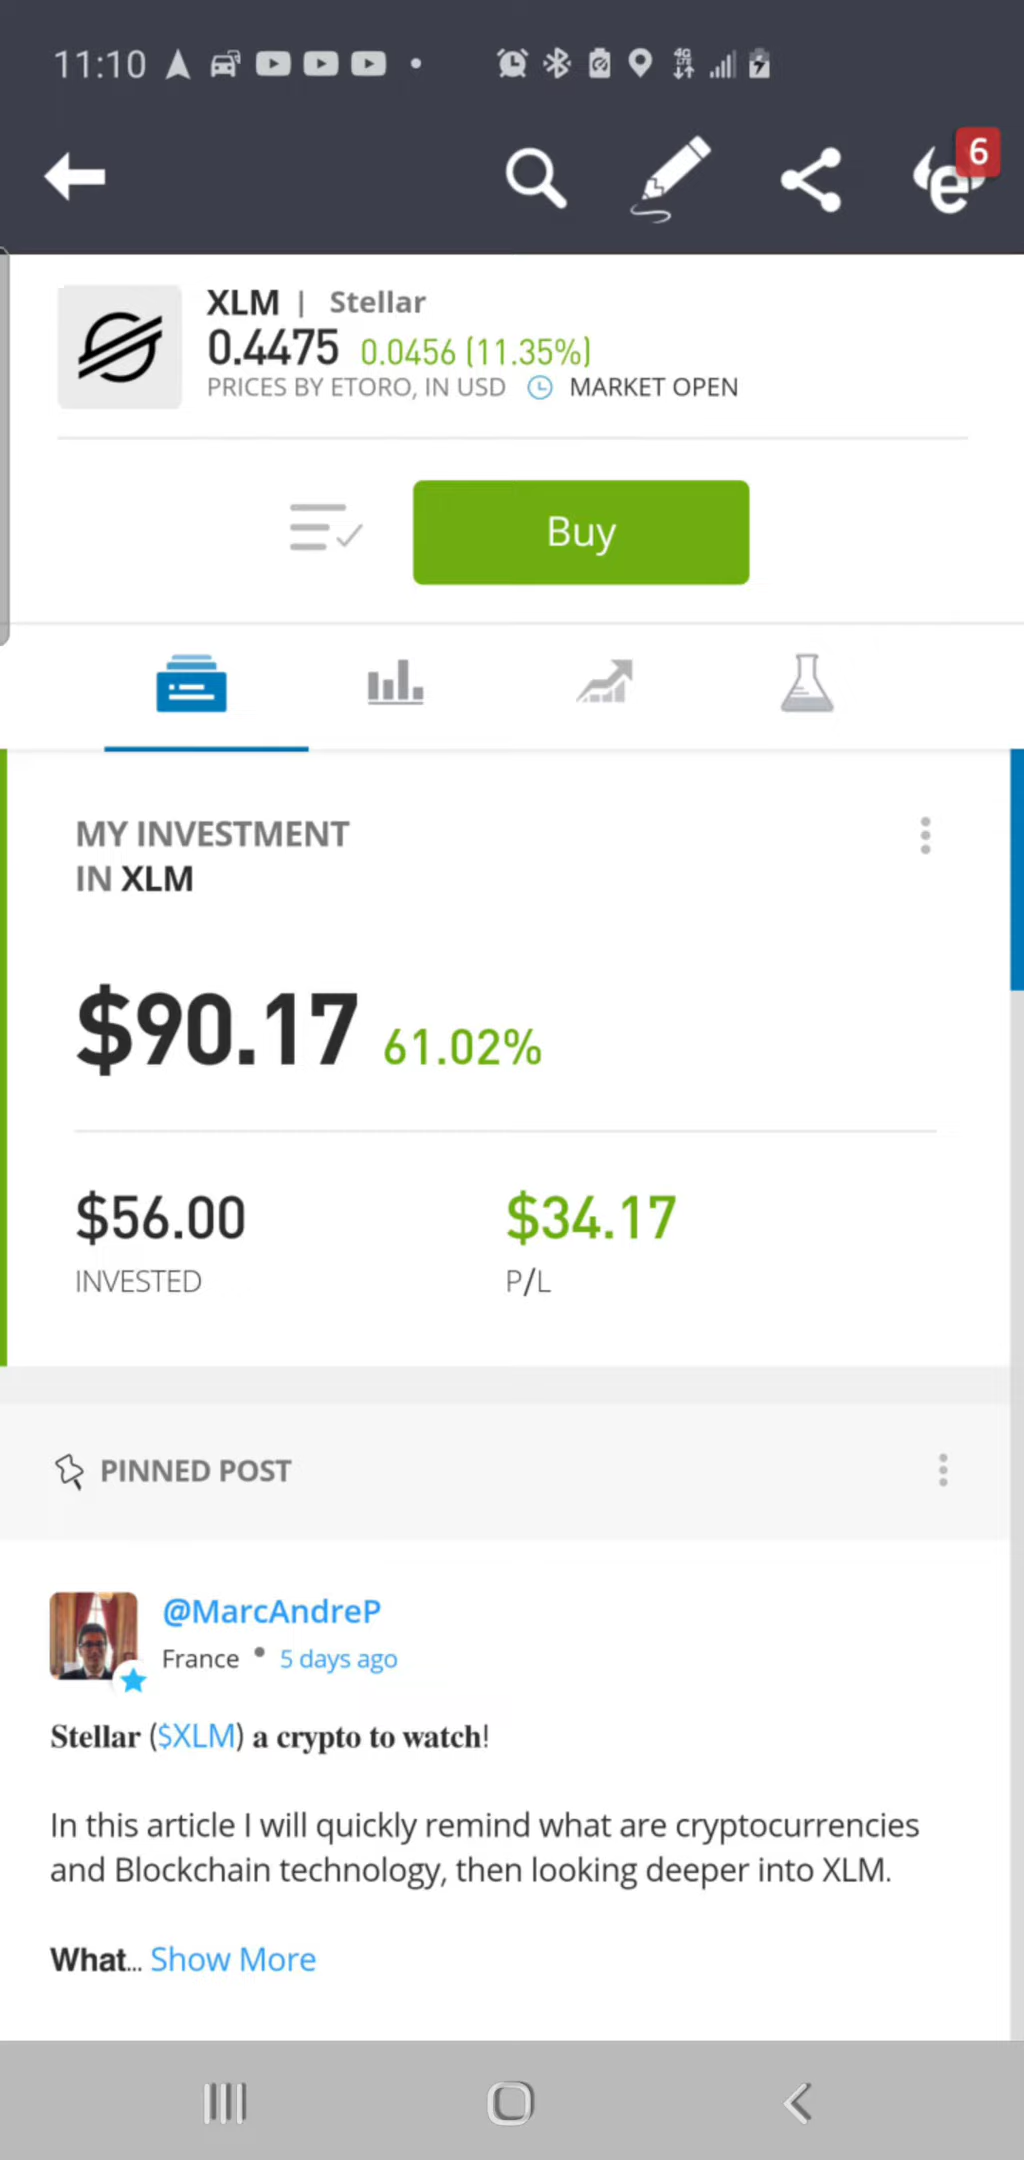 11:10
4G
6
XLM | Stellar
0.4475 0.0456 (11.35%)
PRICES BY ETORO, IN USD MARKET OPEN
Buy
MY INVESTMENT
IN XLM
$90.17 61.02%
$56.00 $34.17
INVESTED P/L
PINNED POST
@MarcAndreP
France • 5 days ago
Stellar ($XLM) a crypto to watch!
In this article I will quickly remind what are cryptocurrencies
and Blockchain technology, then looking deeper into XLM.
What... Show More